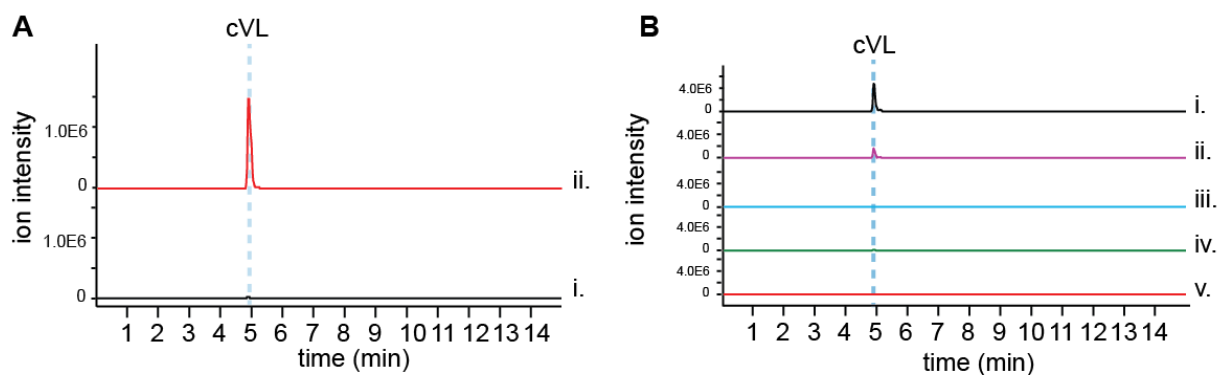 A
cVL
ion intensity
1.0E6
0
ii.
1.0E6
0
i.
1 2 3 4 5 6 7 8 9 10 11 12 13 14
time (min)
B
cVL
ion intensity
4.0E6
0
i.
4.0E6
0
ii.
4.0E6
0
iii.
4.0E6
0
iv.
4.0E6
0
v.
1 2 3 4 5 6 7 8 9 10 11 12 13 14
time (min)